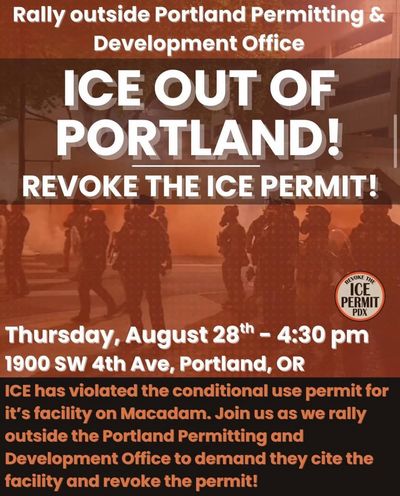 Rally outside Portland Permitting &
Development Office
ICE OUT OF
PORTLAND!
REVOKE THE ICE PERMIT!
REVOKE THE
ICE
PERMIT
PDX
Thursday, August 28th - 4:30 pm
1900 SW 4th Ave, Portland, OR
ICE has violated the conditional use permit for
it's facility on Macadam. Join us as we rally
outside the Portland Permitting and
Development Office to demand they cite the
facility and revoke the permit!